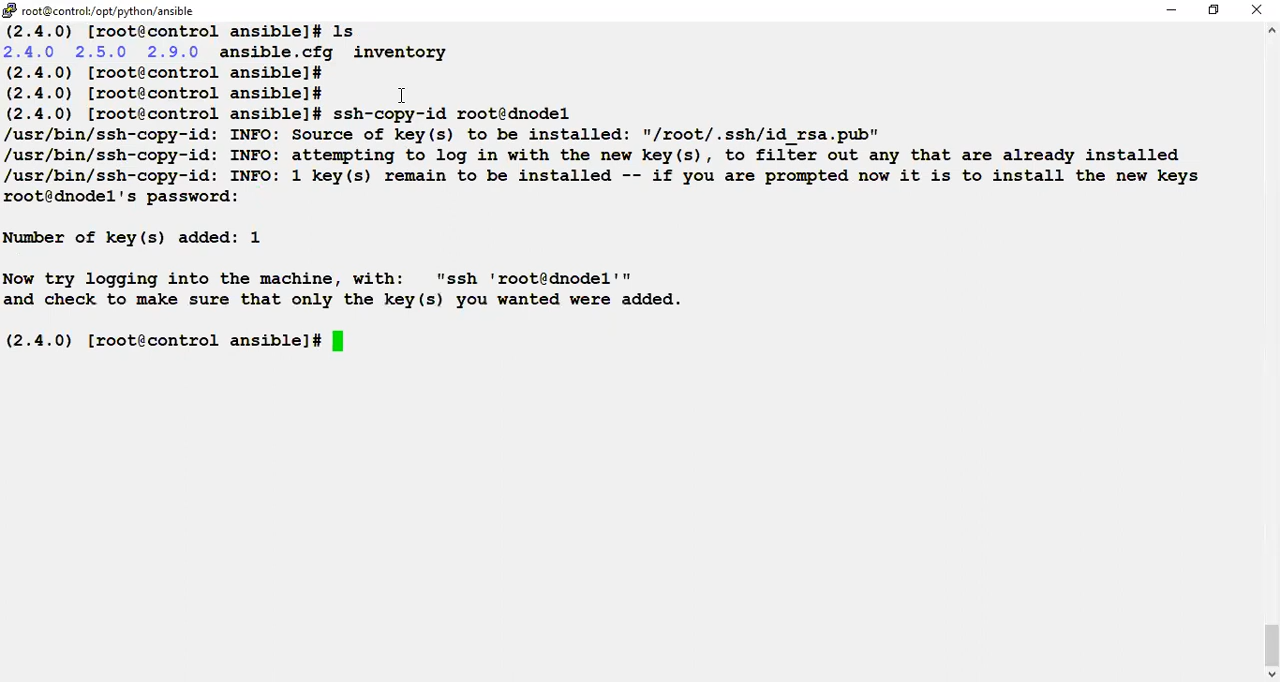 root@control:/opt/python/ansible
(2.4.0) [root@control ansible]# ls
2.4.0 2.5.0 2.9.0 ansible.cfg inventory
(2.4.0) [root@control ansible]#
(2.4.0) [root@control ansible]#
(2.4.0) [root@control ansible]# ssh-copy-id root@dnode1
/usr/bin/ssh-copy-id: INFO: Source of key(s) to be installed: "/root/.ssh/id_rsa.pub"
/usr/bin/ssh-copy-id: INFO: attempting to log in with the new key(s), to filter out any that are already installed
/usr/bin/ssh-copy-id: INFO: 1 key(s) remain to be installed -- if you are prompted now it is to install the new keys
root@dnode1's password:
Number of key(s) added: 1
Now try logging into the machine, with: "ssh 'root@dnode1'"
and check to make sure that only the key(s) you wanted were added.
(2.4.0) [root@control ansible]#